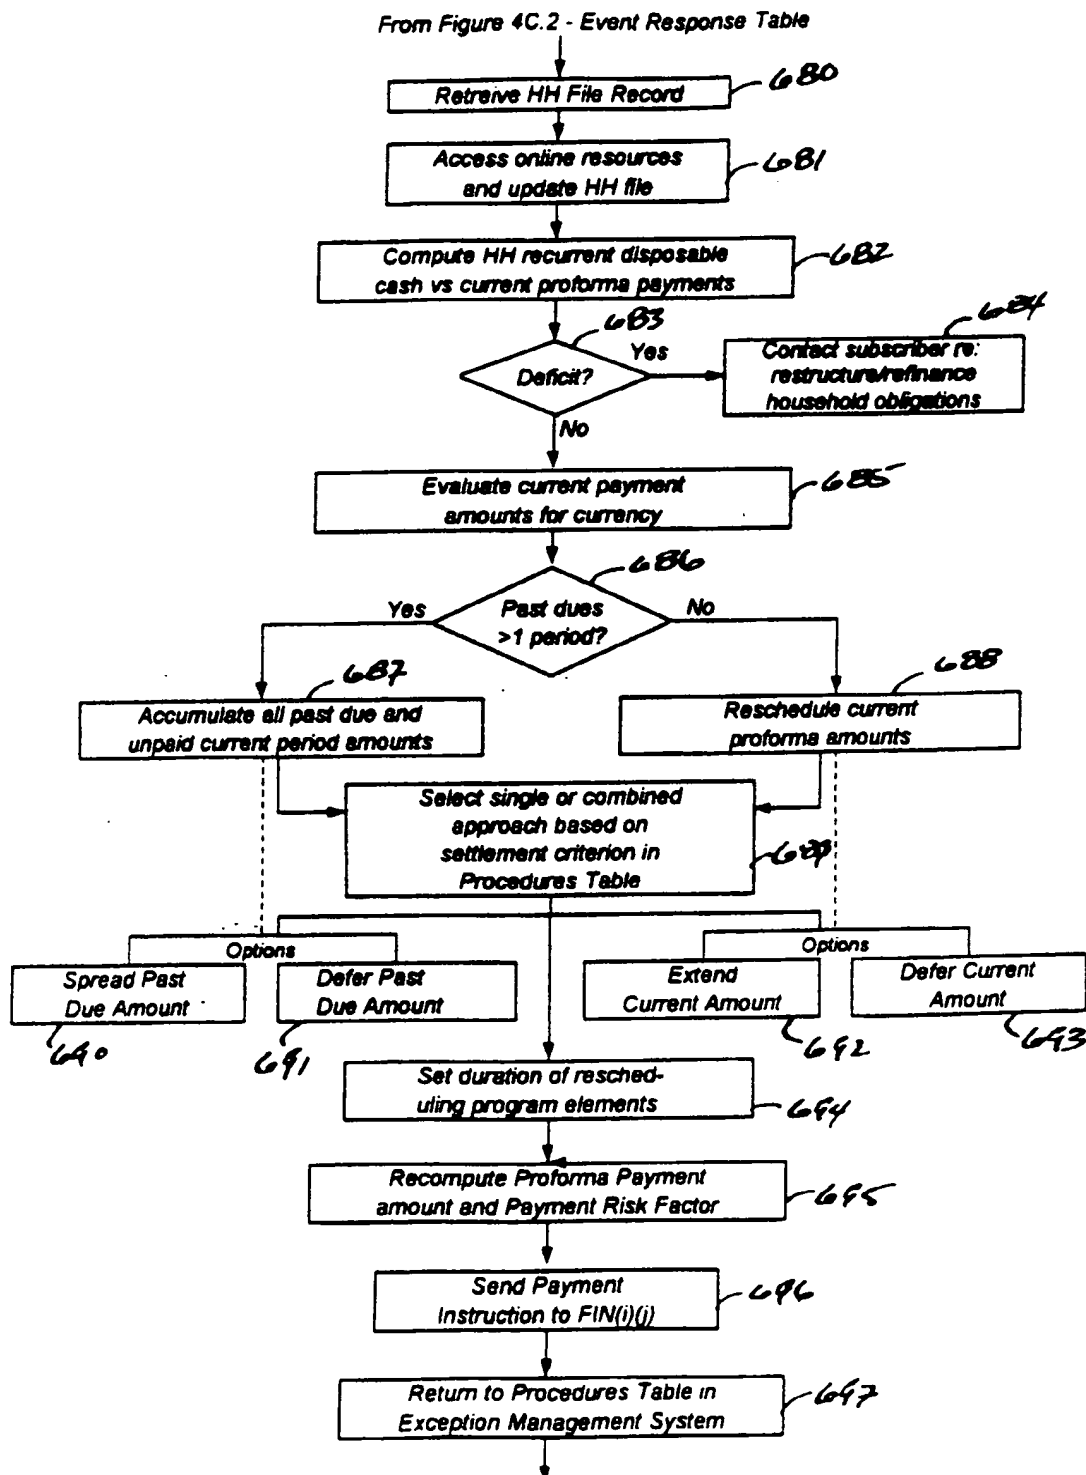 From Figure 4C.2 - Event Response Table
680
Retreive HH File Record
681
Access online resources
and update HH file
682
Compute HH recurrent disposable
cash vs current proforma payments
683
684
Deficit?
Yes
Contact subscriber re:
restructure/refinance
household obligations
No
685
Evaluate current payment
amounts for currency
686
Yes
Past dues
>1 period?
No
687
688
Accumulate all past due and
unpaid current period amounts
Reschedule current
proforma amounts
Select single or combined
approach based on
settlement criterion in
Procedures Table
689
Options
Options
Spread Past
Due Amount
Defer Past
Due Amount
Extend
Current Amount
Defer Current
Amount
690
691
692
693
Set duration of resched-
uling program elements
694
Recompute Proforma Payment
amount and Payment Risk Factor
695
Send Payment
Instruction to FIN(i)(j)
696
Return to Procedures Table in
Exception Management System
697